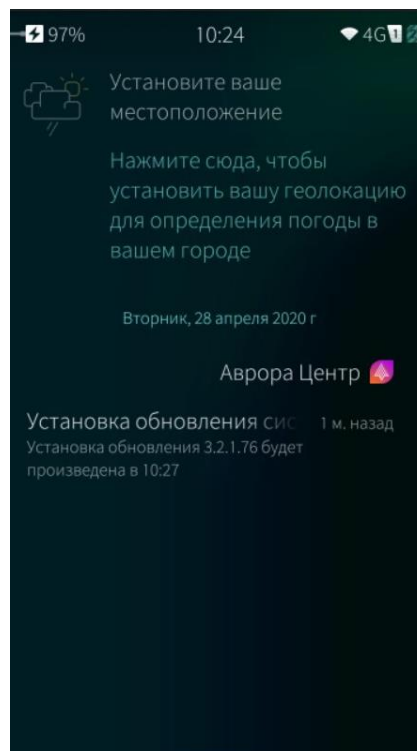 97% 10:24 4G 1
Установите ваше
местоположение
Нажмите сюда, чтобы
установить вашу геолокацию
для определения погоды в
вашем городе
Вторник, 28 апреля 2020 г
Аврора Центр
Установка обновления сис 1 м. назад
Установка обновления 3.2.1.76 будет
произведена в 10:27